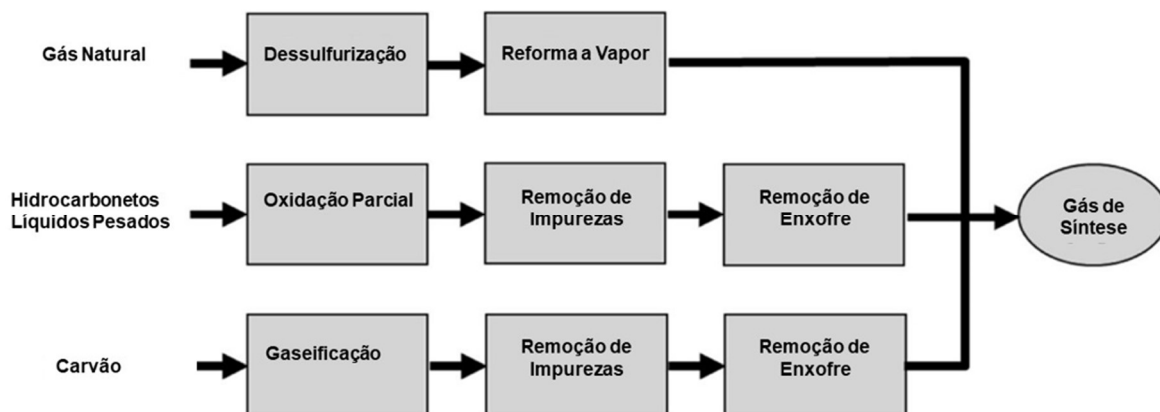 Gás Natural
Dessulfurização
Reforma a Vapor
Hidrocarbonetos
Líquidos Pesados
Oxidação Parcial
Remoção de
Impurezas
Remoção de
Enxofre
Gás de
Síntese
Carvão
Gaseificação
Remoção de
Impurezas
Remoção de
Enxofre